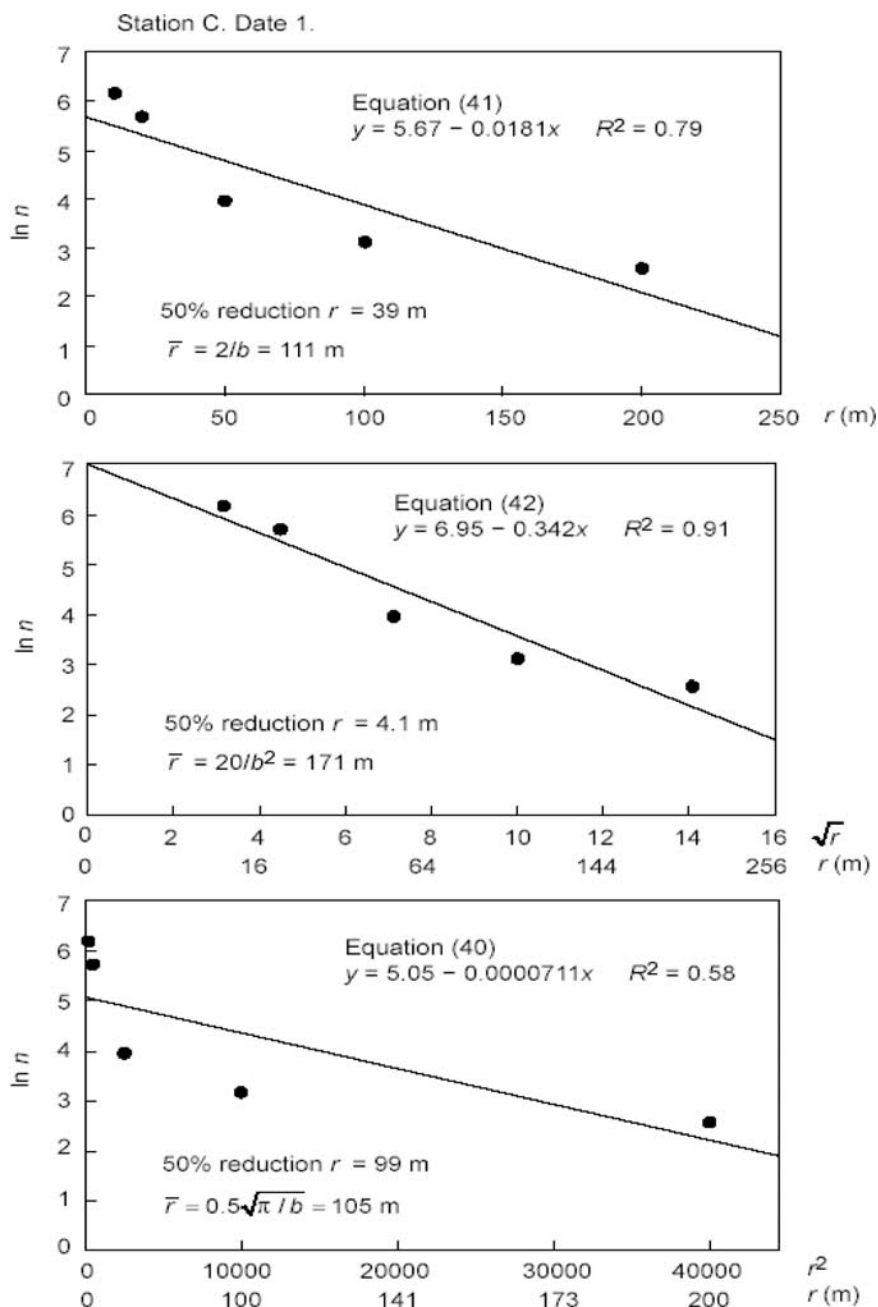 Station C. Date 1.
7
6
5
4
3
2
1
0
ln n
Equation (41)
y = 5.67 − 0.0181x R² = 0.79
50% reduction r = 39 m
r̅ = 2/b = 111 m
0 50 100 150 200 250 r (m)
7
6
5
4
3
2
1
0
ln n
Equation (42)
y = 6.95 − 0.342x R² = 0.91
50% reduction r = 4.1 m
r̅ = 20/b² = 171 m
0 2 4 6 8 10 12 14 16 √r
0 16 64 144 256 r (m)
7
6
5
4
3
2
1
0
ln n
Equation (40)
y = 5.05 − 0.0000711x R² = 0.58
50% reduction r = 99 m
r̅ = 0.5√π / b = 105 m
0 10000 20000 30000 40000 r²
0 100 141 173 200 r (m)